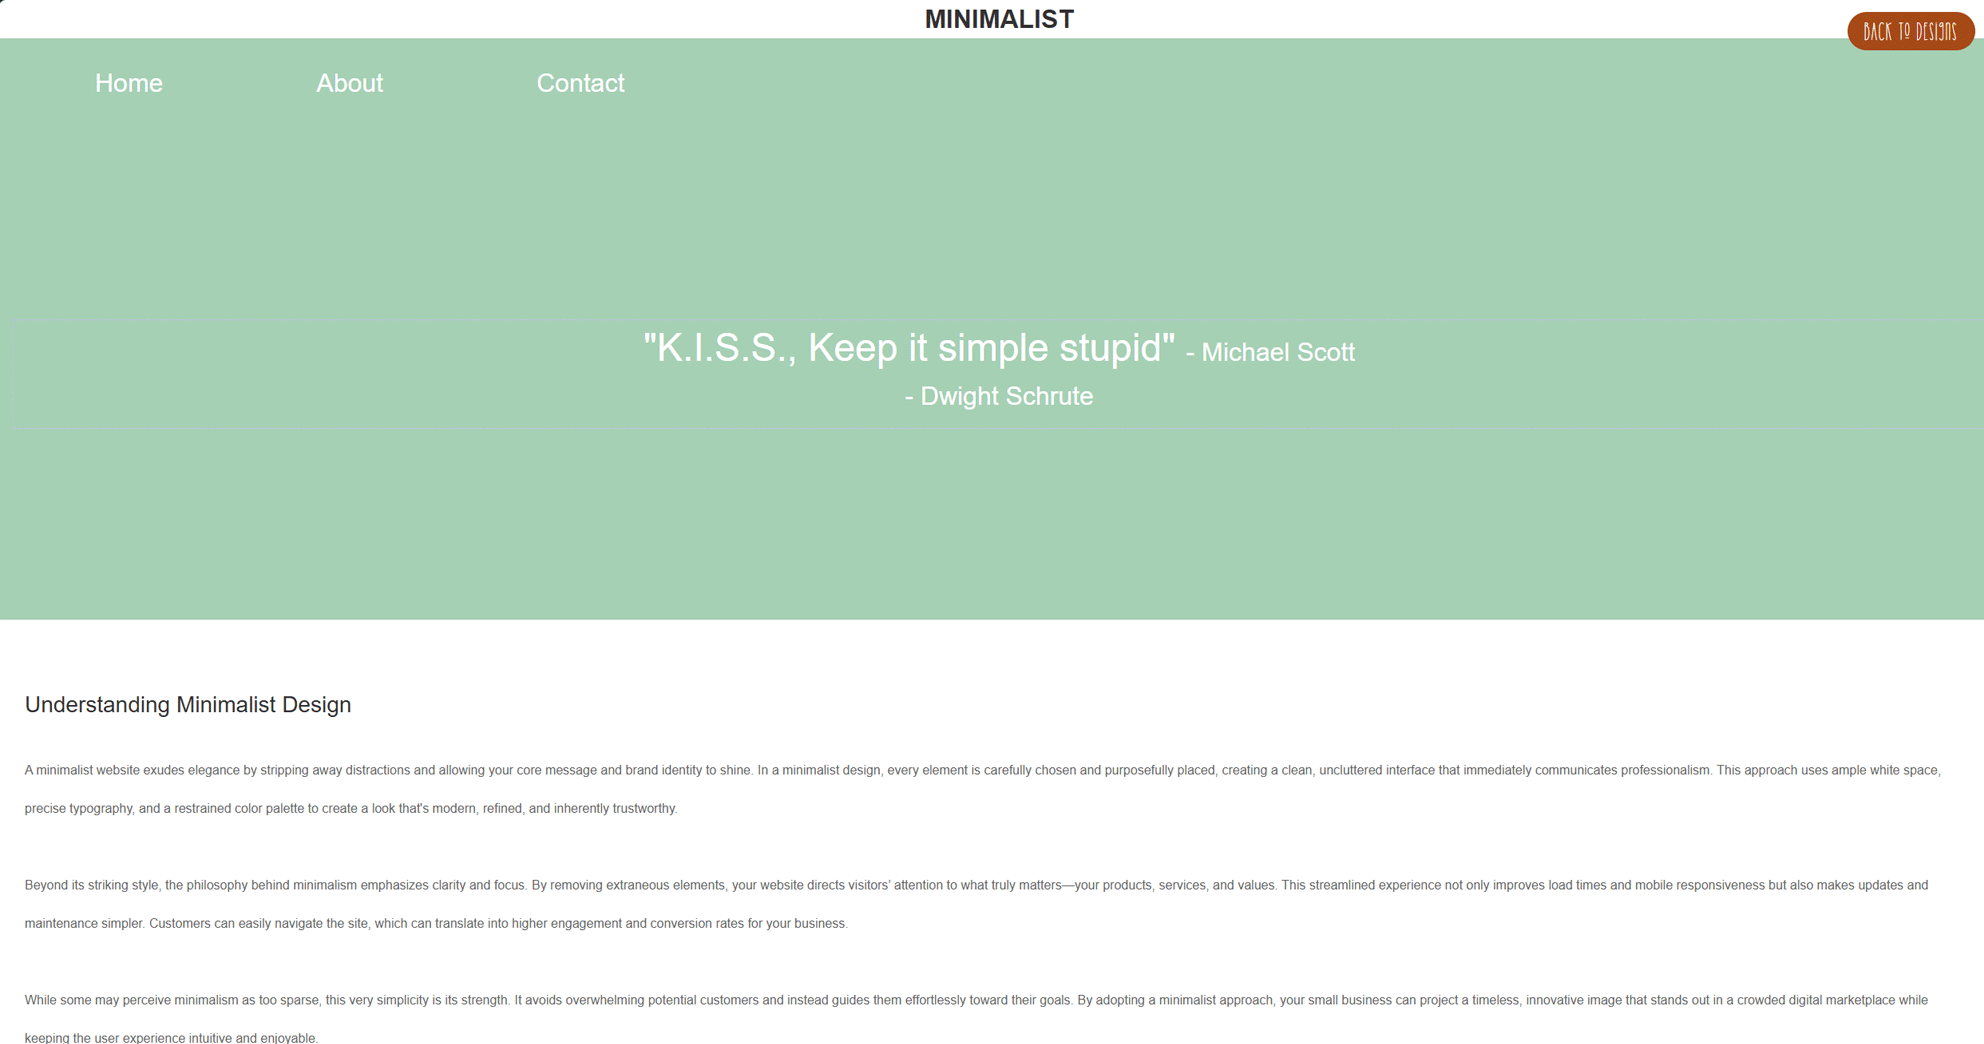 MINIMALIST
BACK TO DESIGNS
Home About Contact
"K.I.S.S., Keep it simple stupid" - Michael Scott
- Dwight Schrute
Understanding Minimalist Design
A minimalist website exudes elegance by stripping away distractions and allowing your core message and brand identity to shine. In a minimalist design, every element is carefully chosen and purposefully placed, creating a clean, uncluttered interface that immediately communicates professionalism. This approach uses ample white space,
precise typography, and a restrained color palette to create a look that's modern, refined, and inherently trustworthy.
Beyond its striking style, the philosophy behind minimalism emphasizes clarity and focus. By removing extraneous elements, your website directs visitors’ attention to what truly matters—your products, services, and values. This streamlined experience not only improves load times and mobile responsiveness but also makes updates and
maintenance simpler. Customers can easily navigate the site, which can translate into higher engagement and conversion rates for your business.
While some may perceive minimalism as too sparse, this very simplicity is its strength. It avoids overwhelming potential customers and instead guides them effortlessly toward their goals. By adopting a minimalist approach, your small business can project a timeless, innovative image that stands out in a crowded digital marketplace while
keeping the user experience intuitive and enjoyable.